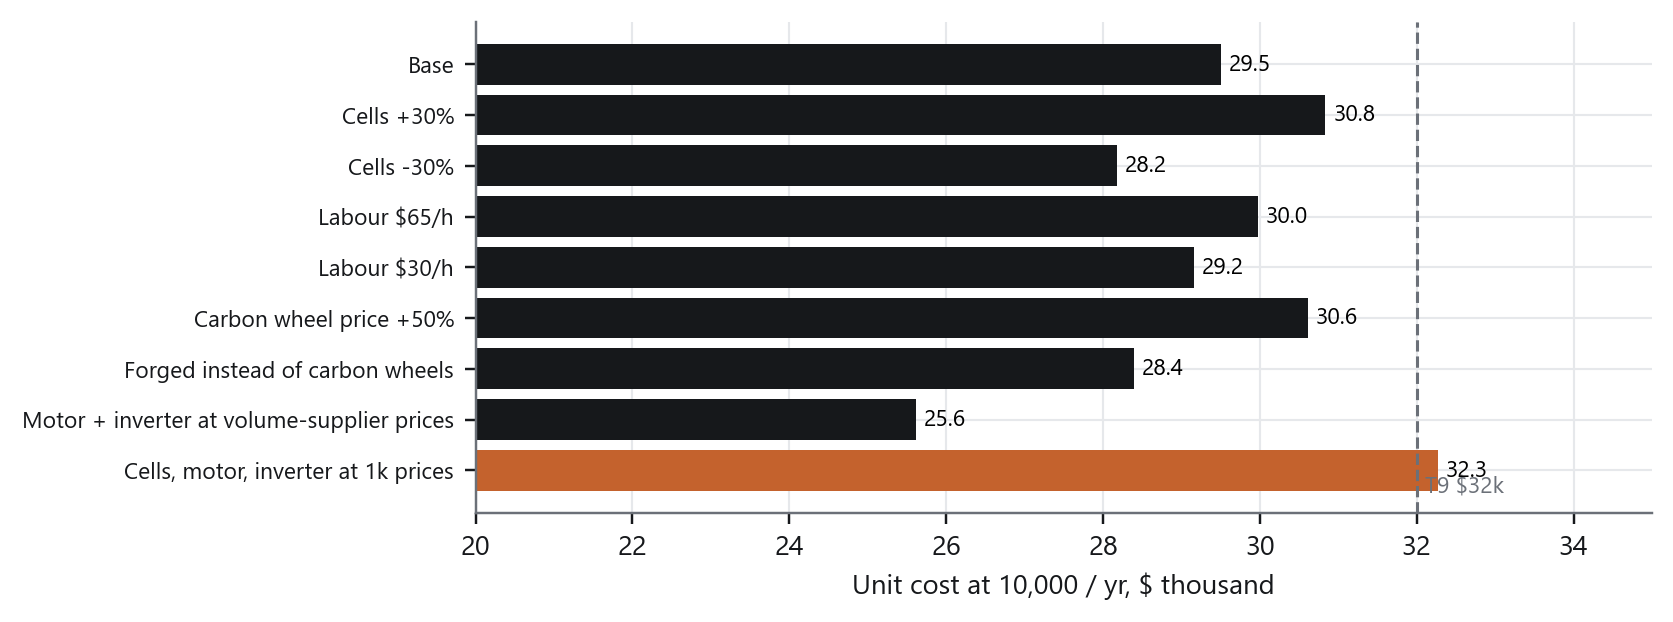 Base 29.5
Cells +30% 30.8
Cells -30% 28.2
Labour $65/h 30.0
Labour $30/h 29.2
Carbon wheel price +50% 30.6
Forged instead of carbon wheels 28.4
Motor + inverter at volume-supplier prices 25.6
Cells, motor, inverter at 1k prices 32.3
$32k
20 22 24 26 28 30 32 34
Unit cost at 10,000 / yr, $ thousand